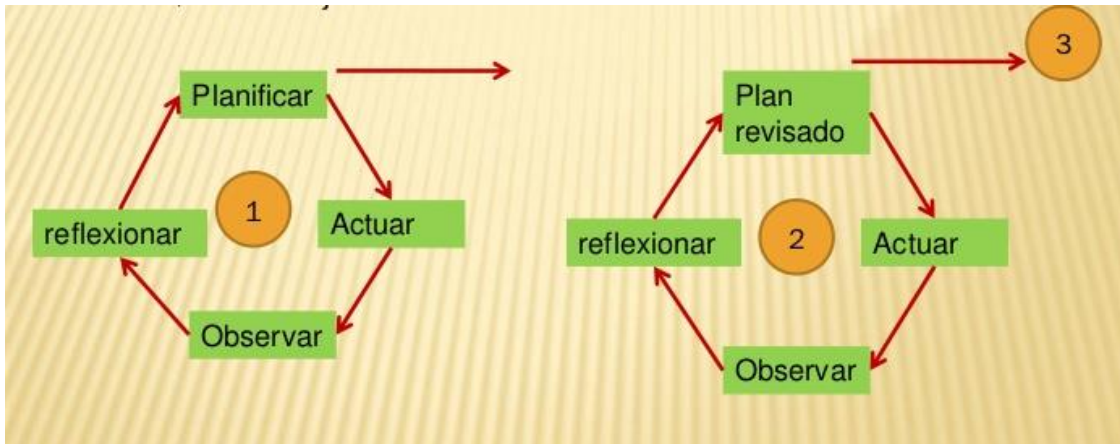 Planificar
Actuar
Observar
reflexionar
1
Plan
revisado
Actuar
Observar
reflexionar
2
3